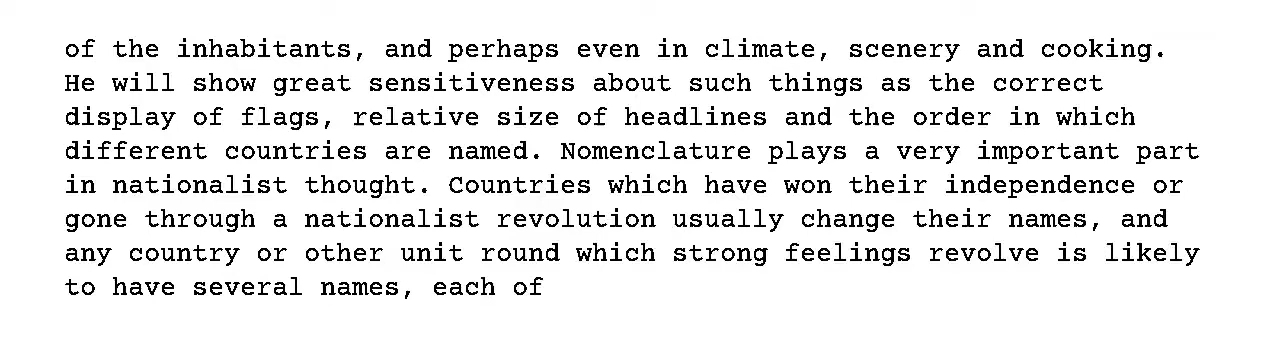 of the inhabitants, and perhaps even in climate, scenery and cooking.
He will show great sensitiveness about such things as the correct
display of flags, relative size of headlines and the order in which
different countries are named. Nomenclature plays a very important part
in nationalist thought. Countries which have won their independence or
gone through a nationalist revolution usually change their names, and
any country or other unit round which strong feelings revolve is likely
to have several names, each of